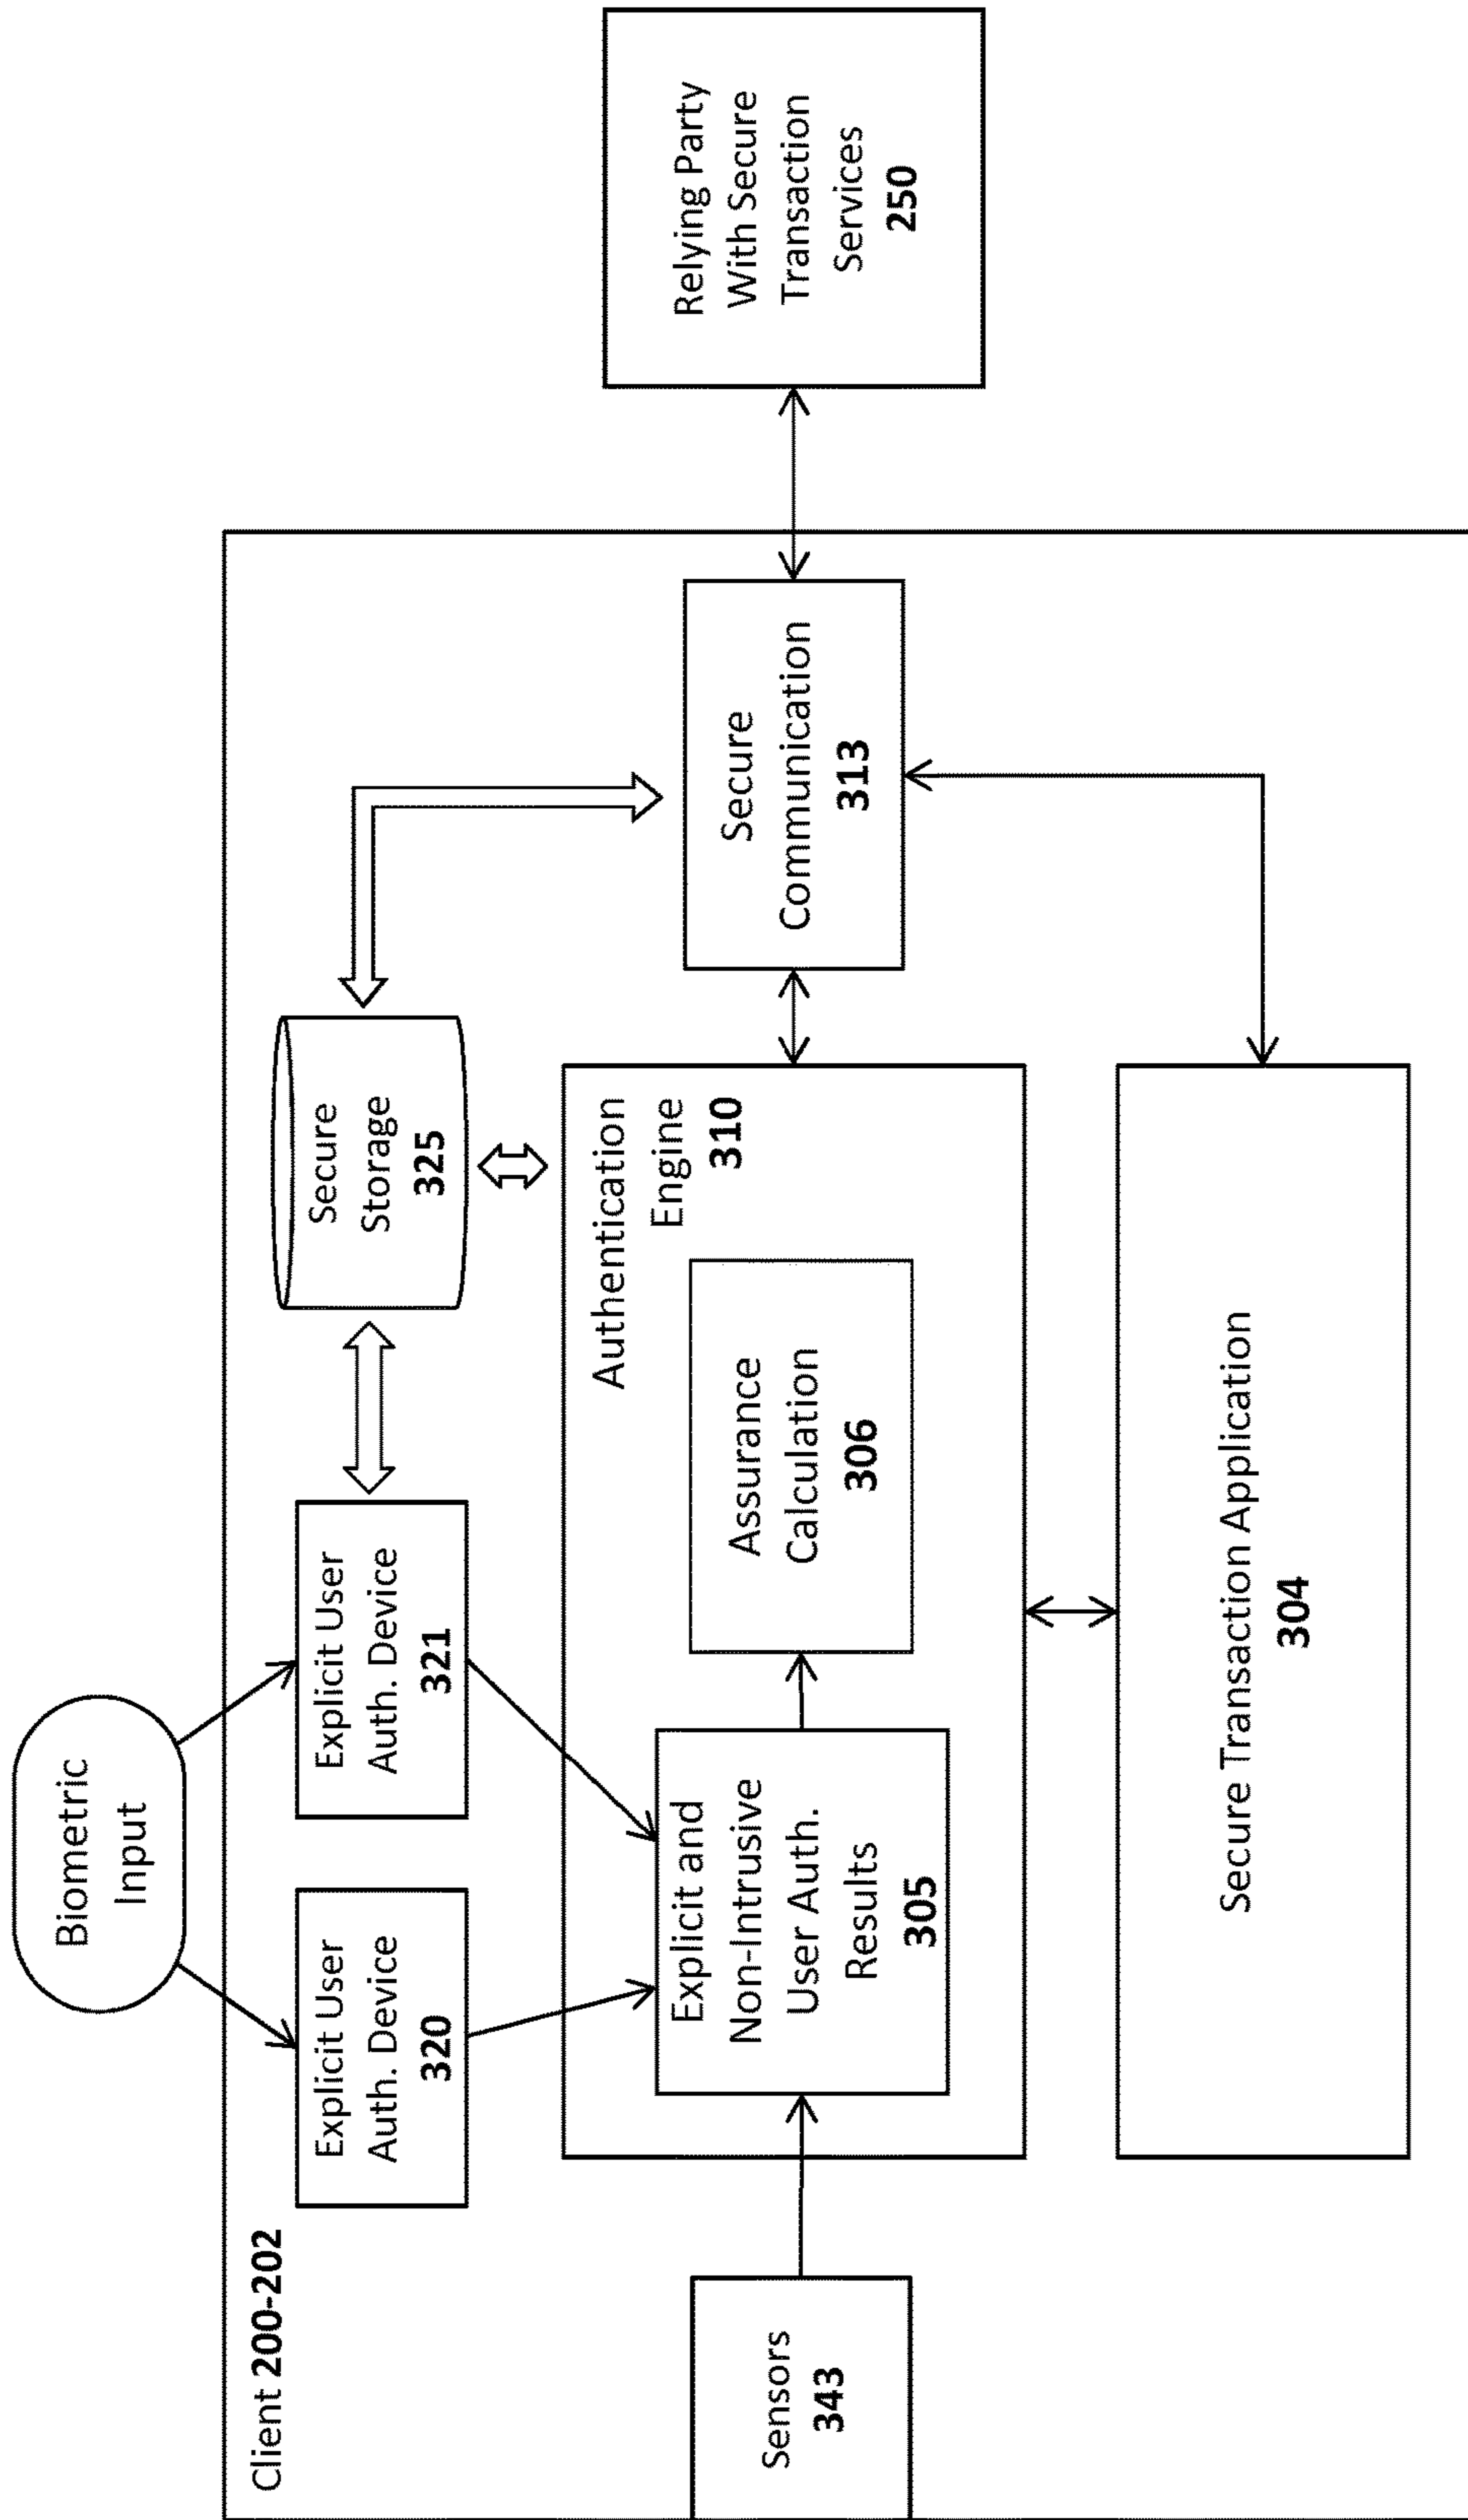 Biometric
Input
Client 200-202
Explicit User
Auth. Device
320
Explicit User
Auth. Device
321
Secure
Storage
325
Sensors
343
Authentication
Engine 310
Explicit and
Non-Intrusive
User Auth.
Results
305
Assurance
Calculation
306
Secure
Communication
313
Relying Party
With Secure
Transaction
Services
250
Secure Transaction Application
304